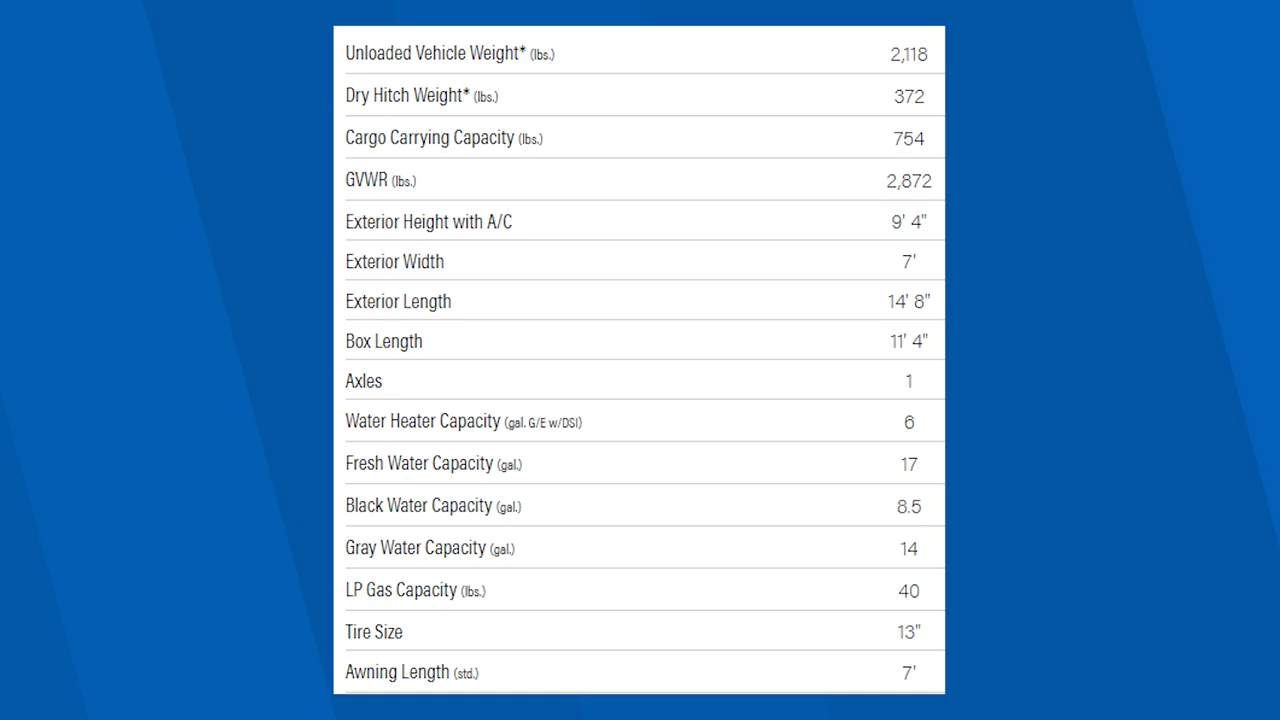 Unloaded Vehicle Weight* (lbs.) 2,118
Dry Hitch Weight* (lbs.) 372
Cargo Carrying Capacity (lbs.) 754
GVWR (lbs.) 2,872
Exterior Height with A/C 9' 4"
Exterior Width 7'
Exterior Length 14' 8"
Box Length 11' 4"
Axles 1
Water Heater Capacity (gal. G/E w/DSI) 6
Fresh Water Capacity (gal.) 17
Black Water Capacity (gal.) 8.5
Gray Water Capacity (gal.) 14
LP Gas Capacity (lbs.) 40
Tire Size 13"
Awning Length (std.) 7'